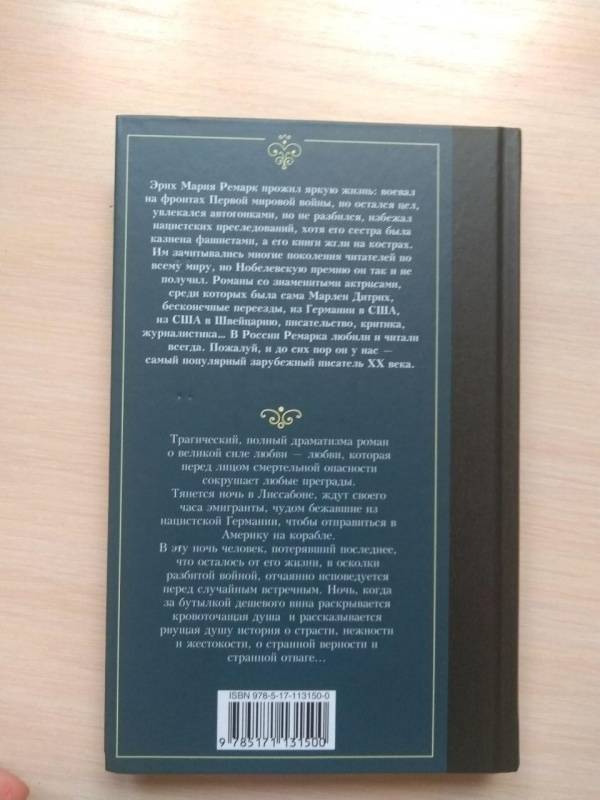 Эрих Мария Ремарк прожил яркую жизнь: воевал
на фронтах Первой мировой войны, но остался цел,
увлекался автогонками, но не разбился, избежал
нацистских преследований, хотя его сестра была
казнена фашистами, а его книги жгли на кострах.
Им зачитывались многие поколения читателей по
всему миру, но Нобелевскую премию он так и не
получил. Романы со знаменитыми актрисами,
среди которых была сама Марлен Дитрих,
бесконечные переезды, из Германии в США,
из США в Швейцарию, писательство, критика,
журналистика... В России Ремарка любили и читали
всегда. Пожалуй, и до сих пор он у нас —
самый популярный зарубежный писатель XX века.
Трагический, полный драматизма роман
о великой силе любви — любви, которая
перед лицом смертельной опасности
сокрушает любые преграды.
Тянется ночь в Лиссабоне, ждут своего
часа эмигранты, чудом бежавшие из
нацистской Германии, чтобы отправиться в
Америку на корабле.
В эту ночь человек, потерявший последнее,
что осталось от его жизни, в осколки
разбитой войной, отчаянно исповедуется
перед случайным встречным. Ночь, когда
за бутылкой дешевого вина раскрывается
кровоточащая душа и рассказывается
рвущая душу история о страсти, нежности
и жестокости, о странной верности и
странной отваге...
ISBN 978-5-17-113150-0
9 785171 131500